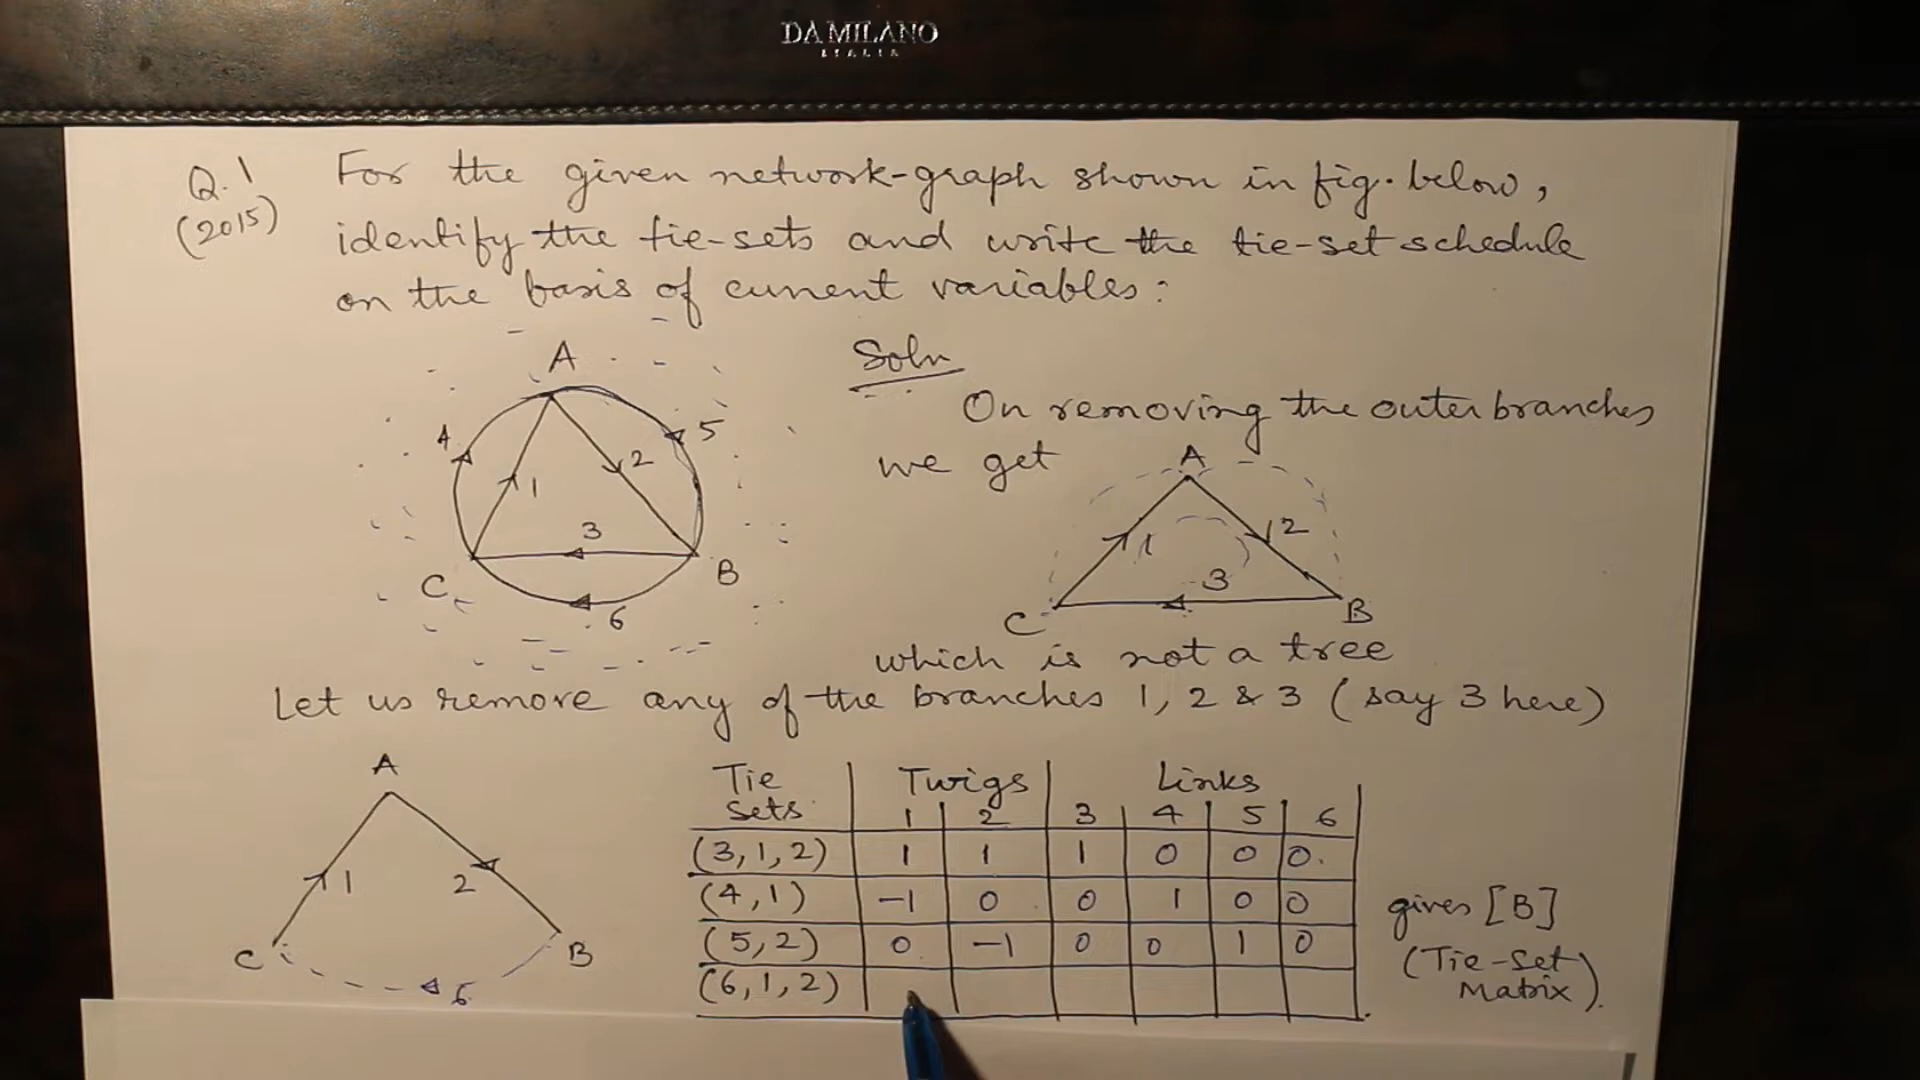 DA MILANO
ITALIA
Q.1 For the given network-graph shown in fig. below,
(2015) identify the tie-sets and write the tie-set schedule
on the basis of current variables:
A
4
5
2
1
3
C
B
6
Soln
On removing the outer branches
we get
A
1
2
3
C
B
which is not a tree
Let us remove any of the branches 1, 2 & 3 (say 3 here)
A
1
2
C
B
6
Tie Sets Twigs Links
1 2 3 4 5 6
(3,1,2) 1 1 1 0 0 0.
(4,1) -1 0 0 1 0 0
(5,2) 0 -1 0 0 1 0
(6,1,2)
gives [B]
(Tie-Set
Matrix).